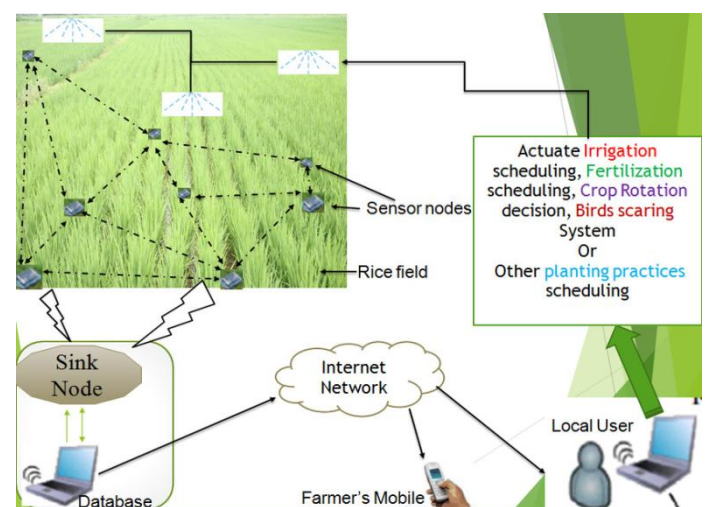 Actuate Irrigation
scheduling, Fertilization
scheduling, Crop Rotation
decision, Birds scaring
System
Or
Other planting practices
scheduling
Sensor nodes
Rice field
Sink
Node
Internet
Network
Local User
Database
Farmer's Mobile